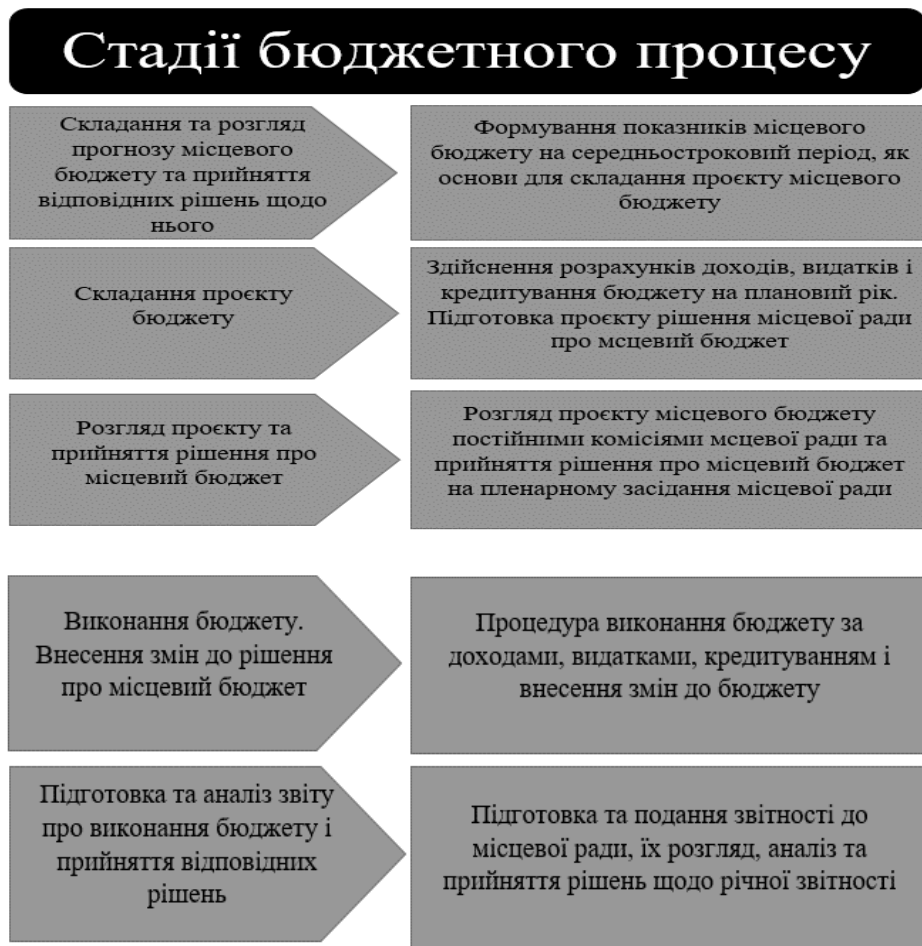 Стадії бюджетного процесу
Складання та розгляд
прогнозу місцевого
бюджету та прийняття
відповідних рішень щодо
нього
Формування показників місцевого
бюджету на середньостроковий період, як
основи для складання проєкту місцевого
бюджету
Складання проєкту
бюджету
Здійснення розрахунків доходів, видатків і
кредитування бюджету на плановий рік.
Підготовка проєкту рішення місцевої ради
про мсцевий бюджет
Розгляд проєкту та
прийняття рішення про
місцевий бюджет
Розгляд проєкту місцевого бюджету
постійними комісіями мсцевої ради та
прийняття рішення про місцевий бюджет
на пленарному засідання місцевої ради
Виконання бюджету.
Внесення змін до рішення
про місцевий бюджет
Процедура виконання бюджету за
доходами, видатками, кредитуванням і
внесення змін до бюджету
Підготовка та аналіз звіту
про виконання бюджету і
прийняття відповідних
рішень
Підготовка та подання звітності до
місцевої ради, їх розгляд, аналіз та
прийняття рішень щодо річної звітності